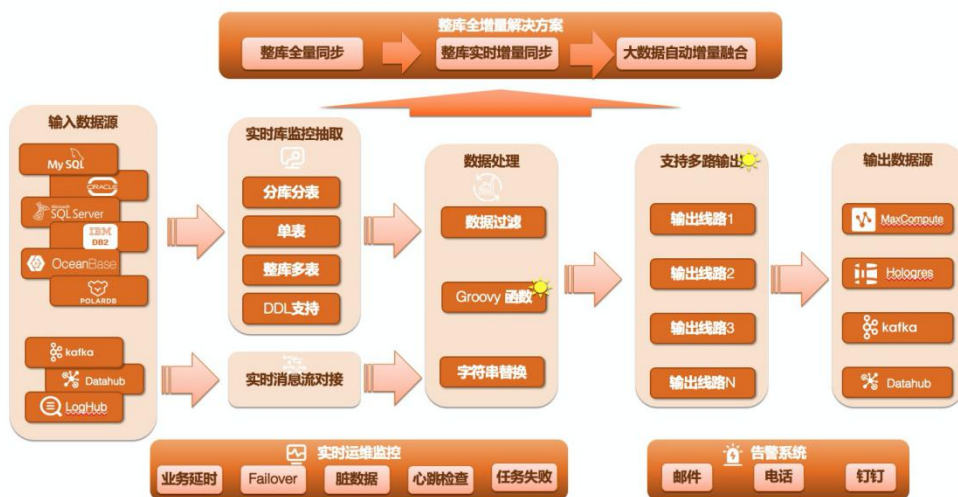 整库全增量解决方案
整库全量同步
整库实时增量同步
大数据自动增量融合
输入数据源
MySQL
ORACLE
Microsoft
SQL Server
IBM
DB2
OceanBase
POLARDB
kafka
Datahub
LogHub
实时库监控抽取
分库分表
单表
整库多表
DDL支持
实时消息流对接
数据处理
数据过滤
Groovy 函数
字符串替换
支持多路输出
输出线路1
输出线路2
输出线路3
输出线路N
输出数据源
MaxCompute
Hologres
kafka
Datahub
实时运维监控
业务延时
Failover
脏数据
心跳检查
任务失败
告警系统
邮件
电话
钉钉